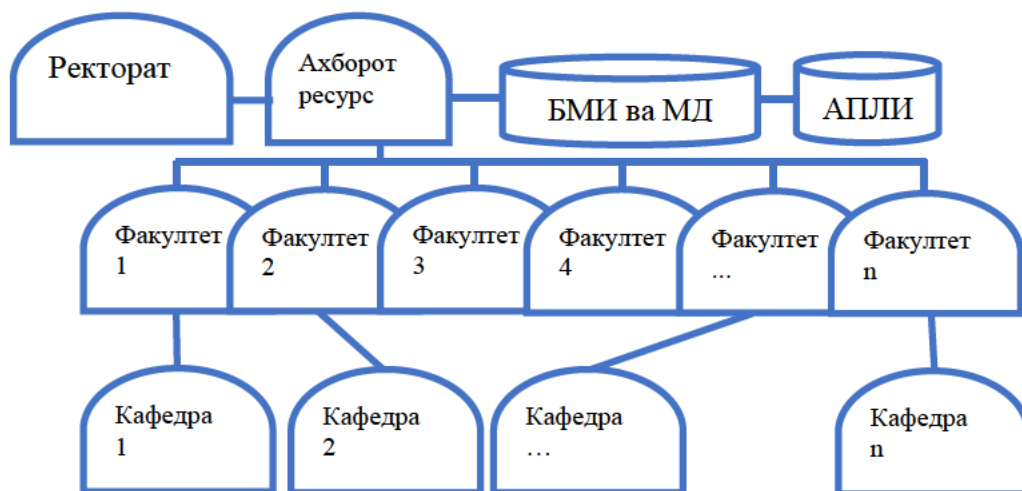 Ректорат
Ахборот
ресурс
БМИ ва МД
АПЛИ
Факултет
1
Факултет
2
Факултет
3
Факултет
4
Факултет
...
Факултет
n
Кафедра
1
Кафедра
2
Кафедра
...
Кафедра
n